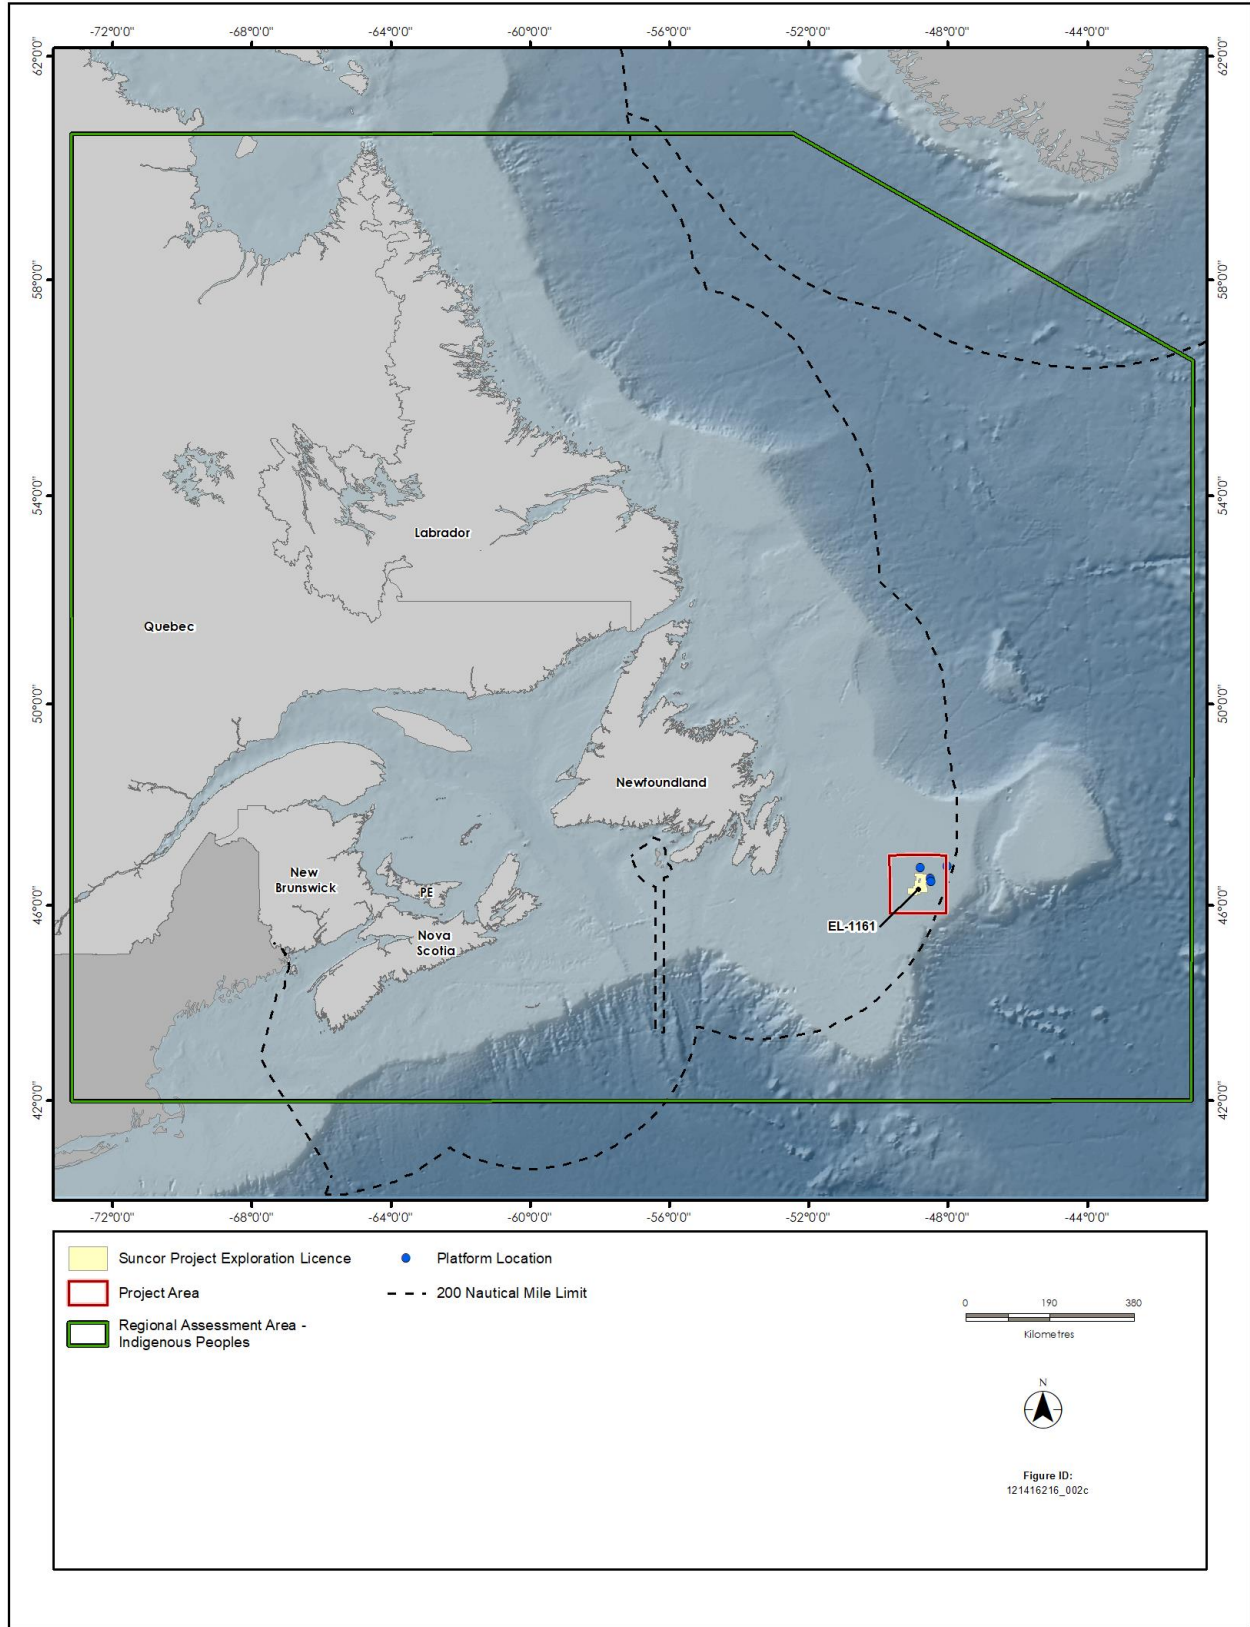 -72°0'0" -68°0'0" -64°0'0" -60°0'0" -56°0'0" -52°0'0" -48°0'0" -44°0'0"
62°0'0" 62°0'0"
58°0'0" 58°0'0"
54°0'0" 54°0'0"
Labrador
Quebec
50°0'0" 50°0'0"
Newfoundland
New
Brunswick
PE
46°0'0" 46°0'0"
EL-1161
Nova
Scotia
42°0'0" 42°0'0"
-72°0'0" -68°0'0" -64°0'0" -60°0'0" -56°0'0" -52°0'0" -48°0'0" -44°0'0"
Suncor Project Exploration Licence
Project Area
Regional Assessment Area -
Indigenous Peoples
Platform Location
200 Nautical Mile Limit
0 190 380
Kilometres
N
Figure ID:
121416216_002c